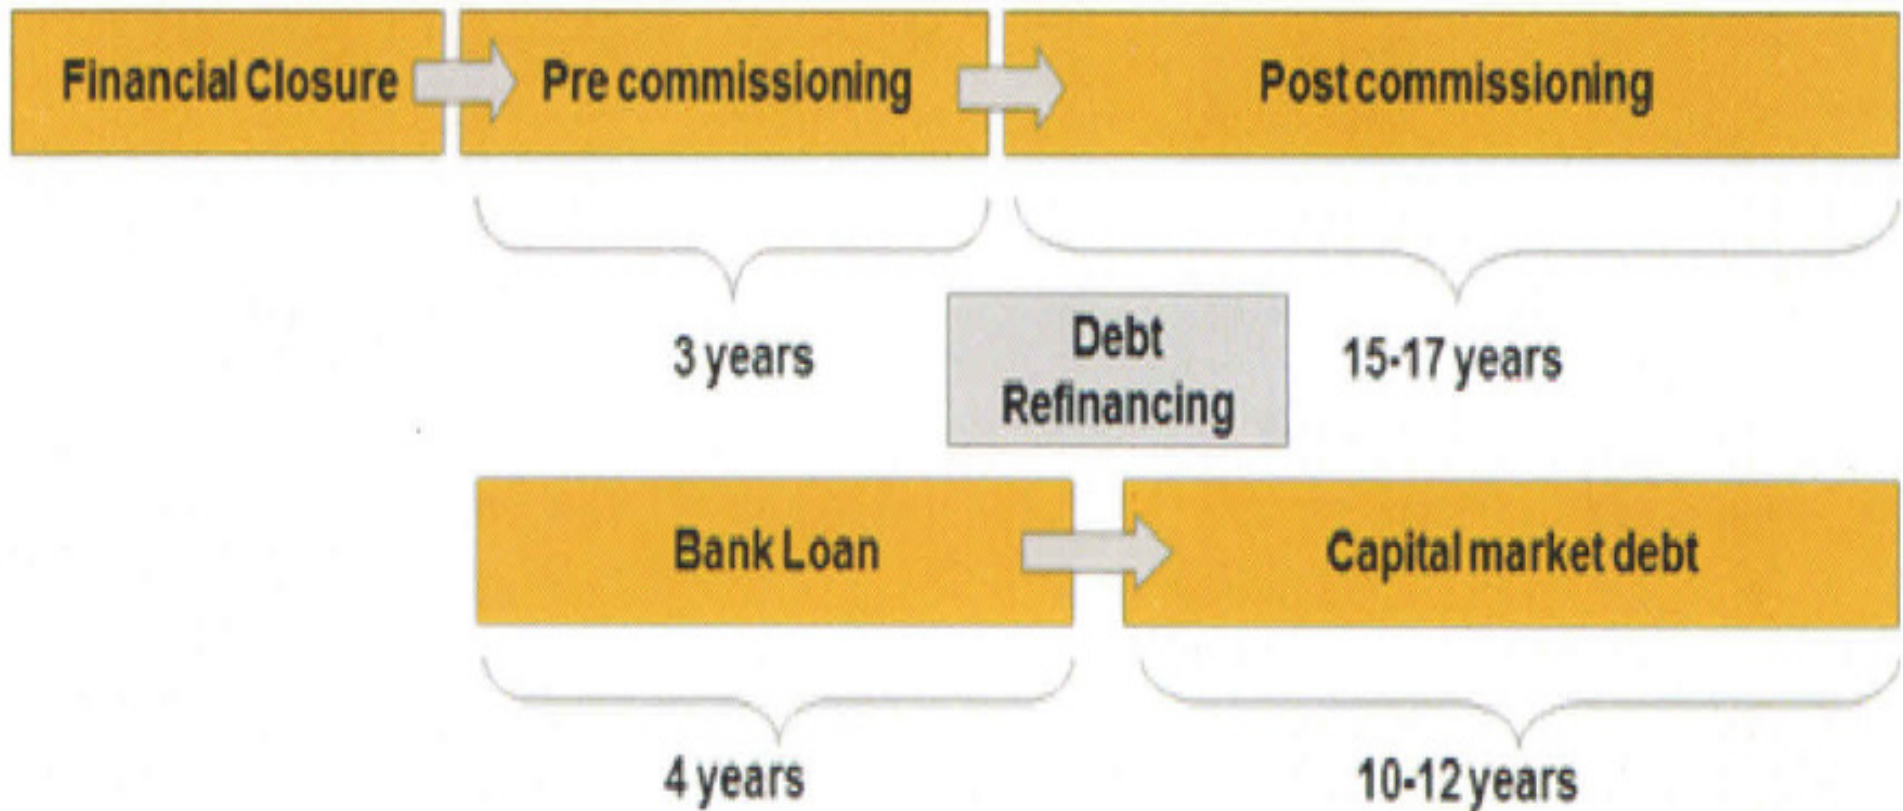 Financial Closure
Pre commissioning
Post commissioning
3 years
Debt
Refinancing
15-17 years
Bank Loan
Capital market debt
4 years
10-12 years